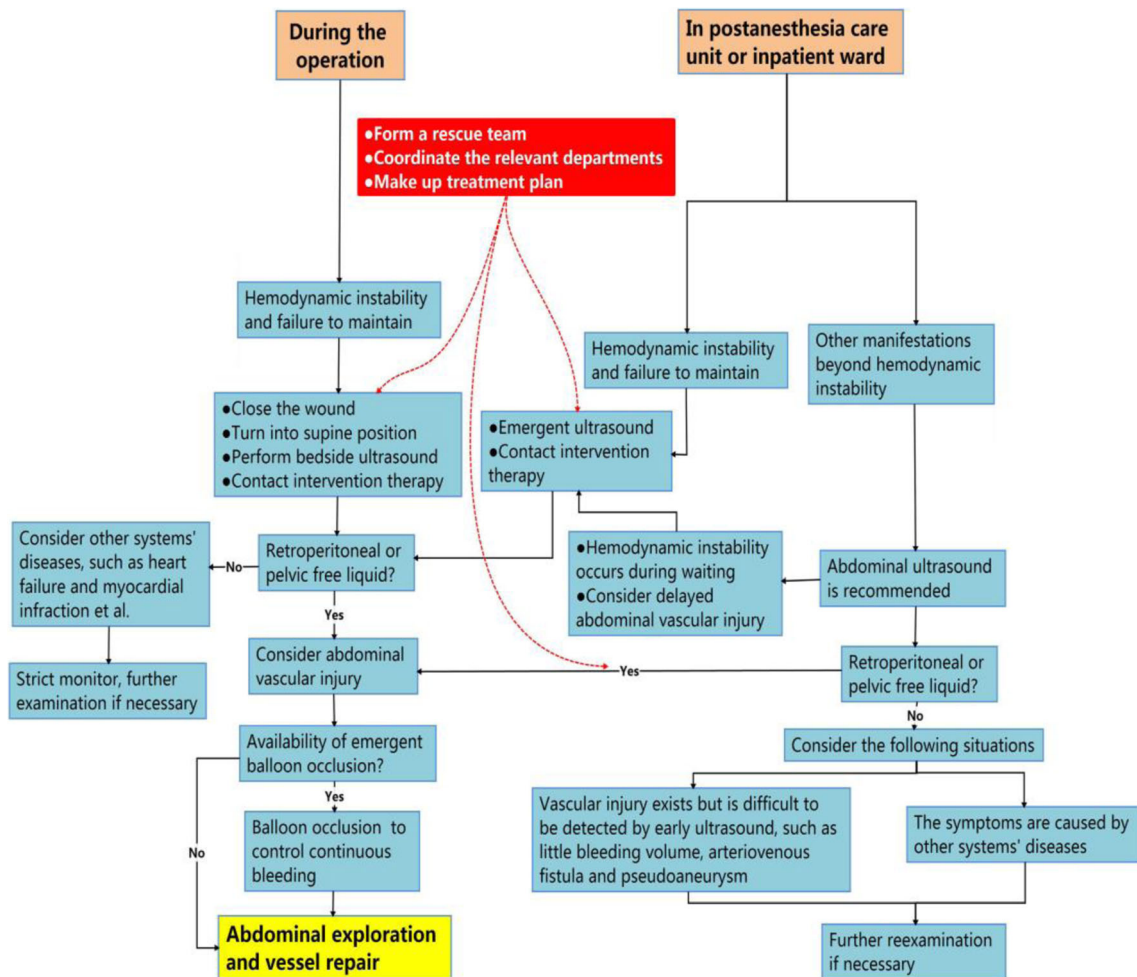 During the
operation
In postanesthesia care
unit or inpatient ward
●Form a rescue team
●Coordinate the relevant departments
●Make up treatment plan
Hemodynamic instability
and failure to maintain
Hemodynamic instability
and failure to maintain
Other manifestations
beyond hemodynamic
instability
●Close the wound
●Turn into supine position
●Perform bedside ultrasound
●Contact intervention therapy
●Emergent ultrasound
●Contact intervention
therapy
Consider other systems'
diseases, such as heart
failure and myocardial
infraction et al.
No
Retroperitoneal or
pelvic free liquid?
●Hemodynamic instability
occurs during waiting
●Consider delayed
abdominal vascular injury
Abdominal ultrasound
is recommended
Yes
Strict monitor, further
examination if necessary
Consider abdominal
vascular injury
Yes
Retroperitoneal or
pelvic free liquid?
No
Availability of emergent
balloon occlusion?
Consider the following situations
Yes
No
Balloon occlusion to
control continuous
bleeding
Vascular injury exists but is difficult to
be detected by early ultrasound, such as
little bleeding volume, arteriovenous
fistula and pseudoaneurysm
The symptoms are caused by
other systems' diseases
Abdominal exploration
and vessel repair
Further reexamination
if necessary